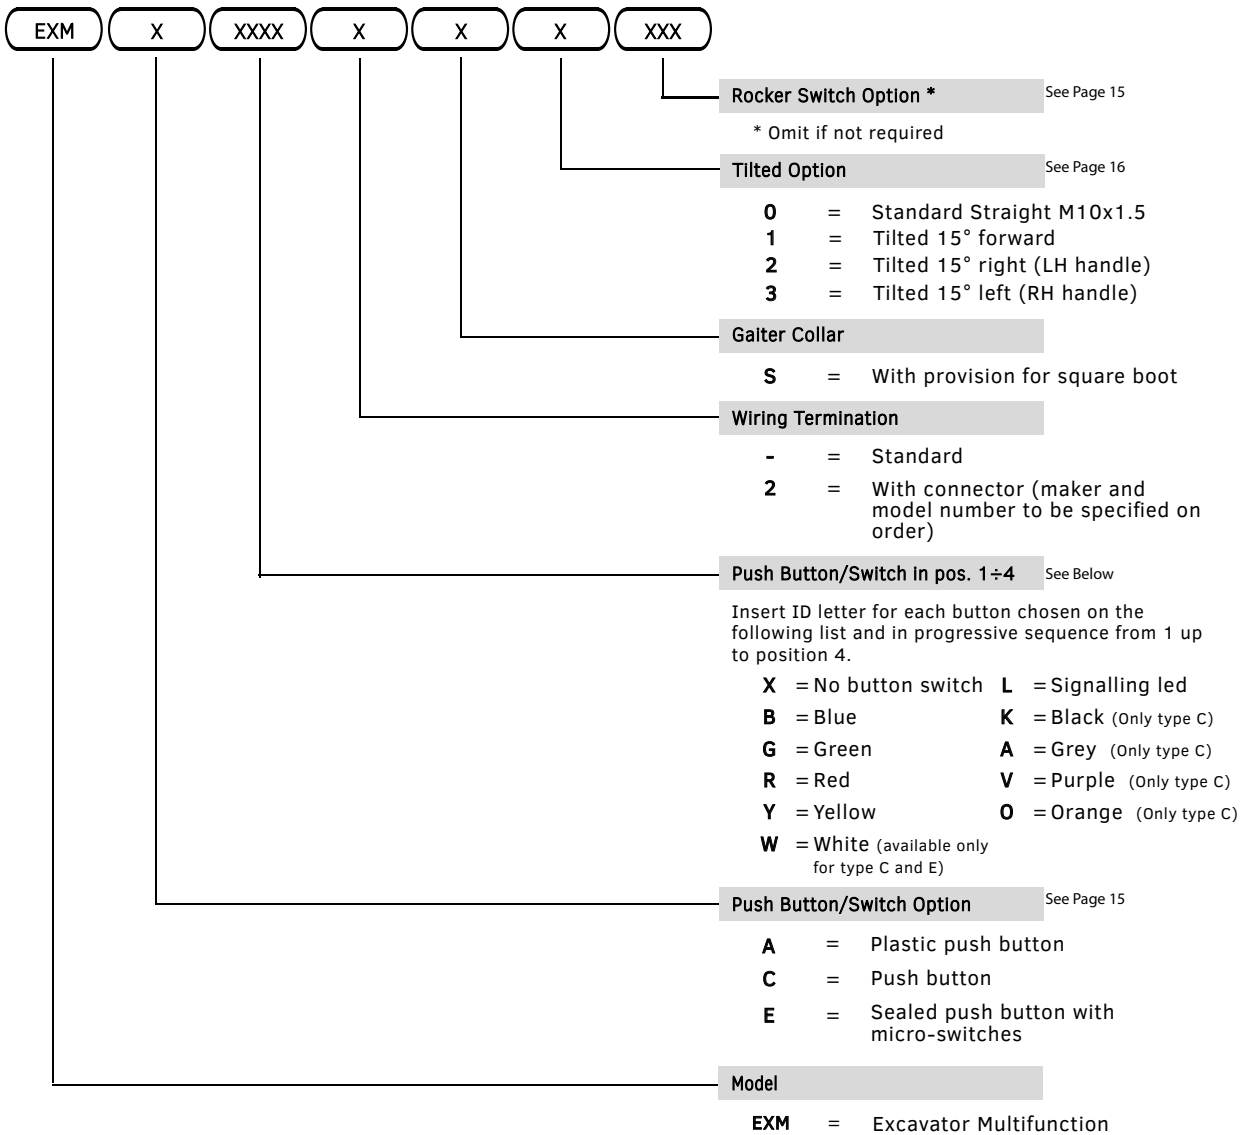 EXM X XXXX X X X XXX
Rocker Switch Option * See Page 15
* Omit if not required
Tilted Option See Page 16
0 = Standard Straight M10x1.5
1 = Tilted 15° forward
2 = Tilted 15° right (LH handle)
3 = Tilted 15° left (RH handle)
Gaiter Collar
S = With provision for square boot
Wiring Termination
- = Standard
2 = With connector (maker and
model number to be specified on
order)
Push Button/Switch in pos. 1÷4 See Below
Insert ID letter for each button chosen on the
following list and in progressive sequence from 1 up
to position 4.
X = No button switch L = Signalling led
B = Blue K = Black (Only type C)
G = Green A = Grey (Only type C)
R = Red V = Purple (Only type C)
Y = Yellow O = Orange (Only type C)
W = White (available only
for type C and E)
Push Button/Switch Option See Page 15
A = Plastic push button
C = Push button
E = Sealed push button with
micro-switches
Model
EXM = Excavator Multifunction